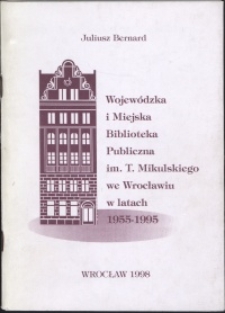 Juliusz Bernard
Wojewódzka
i Miejska
Biblioteka
Publiczna
im. T. Mikulskiego
we Wrocławiu
w latach
1955-1995
WROCŁAW 1998